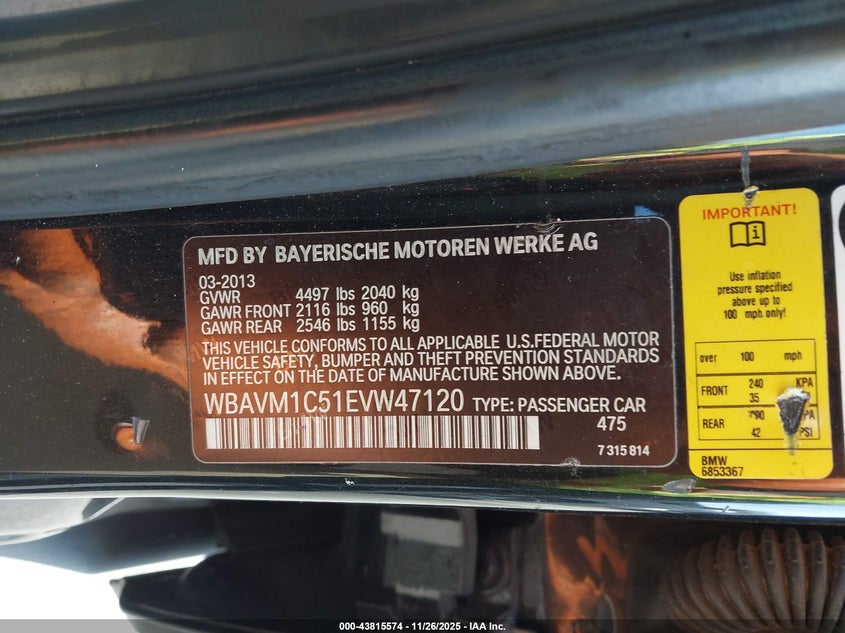 MFD BY BAYERISCHE MOTOREN WERKE AG
03-2013
GVWR 4497 lbs 2040 kg
GAWR FRONT 2116 lbs 960 kg
GAWR REAR 2546 lbs 1155 kg
THIS VEHICLE CONFORMS TO ALL APPLICABLE U.S.FEDERAL MOTOR
VEHICLE SAFETY, BUMPER AND THEFT PREVENTION STANDARDS
IN EFFECT ON THE DATE OF MANUFACTURE SHOWN ABOVE.
WBAVM1C51EVW47120 TYPE: PASSENGER CAR
475
7 315 814
IMPORTANT!
Use inflation
pressure specified
above up to
100 mph only!
over 100 mph
FRONT 240 KPA
35
REAR
42 PSI
BMW
6853367
000-43815574 | 11/26/2025 - IAA Inc.